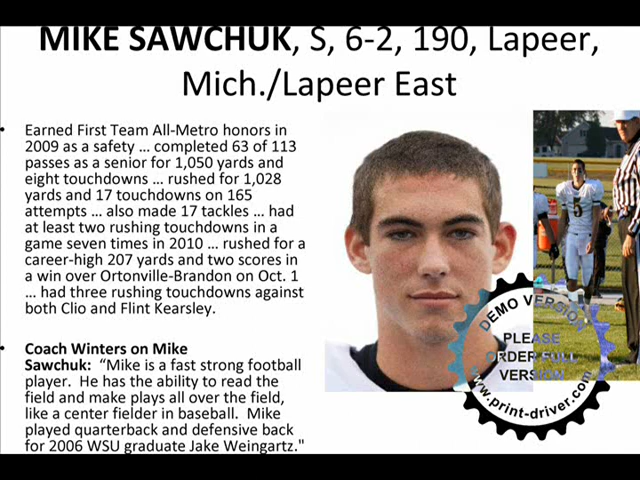 MIKE SAWCHUK, S, 6-2, 190, Lapeer,
Mich./Lapeer East
• Earned First Team All-Metro honors in
2009 as a safety ... completed 63 of 113
passes as a senior for 1,050 yards and
eight touchdowns ... rushed for 1,028
yards and 17 touchdowns on 165
attempts ... also made 17 tackles ... had
at least two rushing touchdowns in a
game seven times in 2010 ... rushed for a
career-high 207 yards and two scores in
a win over Ortonville-Brandon on Oct. 1
... had three rushing touchdowns against
both Clio and Flint Kearsley.
• Coach Winters on Mike
Sawchuk: “Mike is a fast strong football
player. He has the ability to read the
field and make plays all over the field,
like a center fielder in baseball. Mike
played quarterback and defensive back
for 2006 WSU graduate Jake Weingartz."
5
DEMO VERSION
PLEASE
ORDER FULL
VERSION
www.print-driver.com